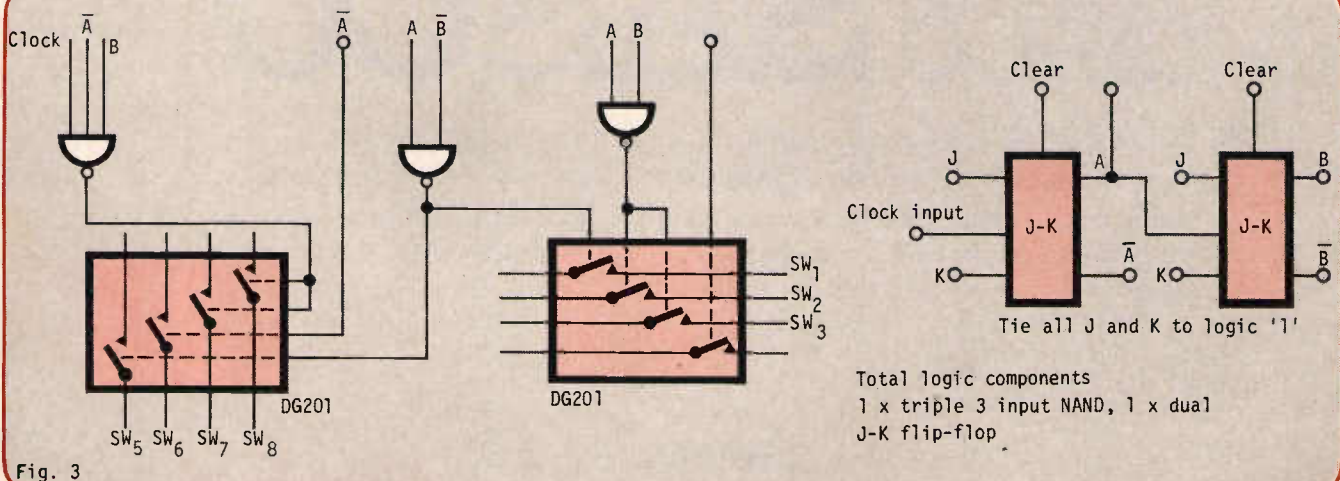 Clock
A̅
B
A̅
A
B̅
A
B
DG201
SW5
SW6
SW7
SW8
DG201
SW1
SW2
SW3
Clear
Clear
J
A
J
B
Clock input
J-K
J-K
K
A̅
K
B̅
Tie all J and K to logic '1'
Total logic components
1 x triple 3 input NAND, 1 x dual
J-K flip-flop
Fig. 3